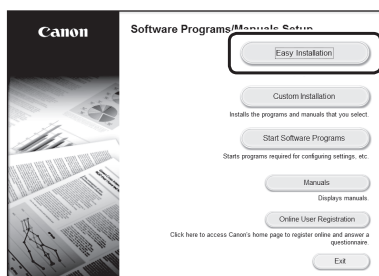 Canon
Software Programs/Manuals Setup
Easy Installation
Custom Installation
Installs the programs and manuals that you select.
Start Software Programs
Starts programs required for configuring settings, etc.
Manuals
Displays manuals.
Online User Registration
Click here to access Canon's home page to register online and answer a
questionnaire.
Exit